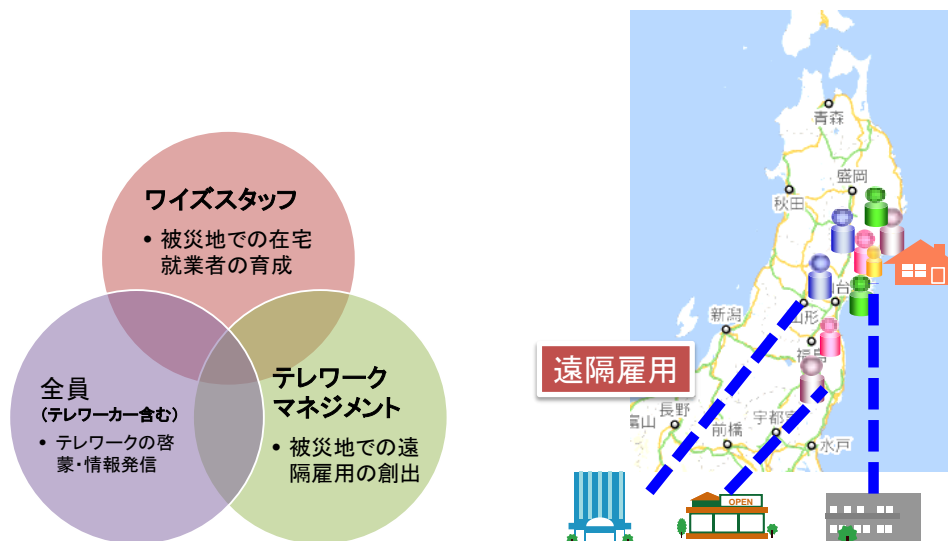 ワイズスタッフ
• 被災地での在宅
就業者の育成
全員
（テレワーカー含む）
• テレワークの啓
蒙・情報発信
テレワーク
マネジメント
• 被災地での遠
隔雇用の創出
遠隔雇用
青森
盛岡
秋田
台
山形
新潟
福島
長野
富山
前橋
宇都宮
水戸
OPEN